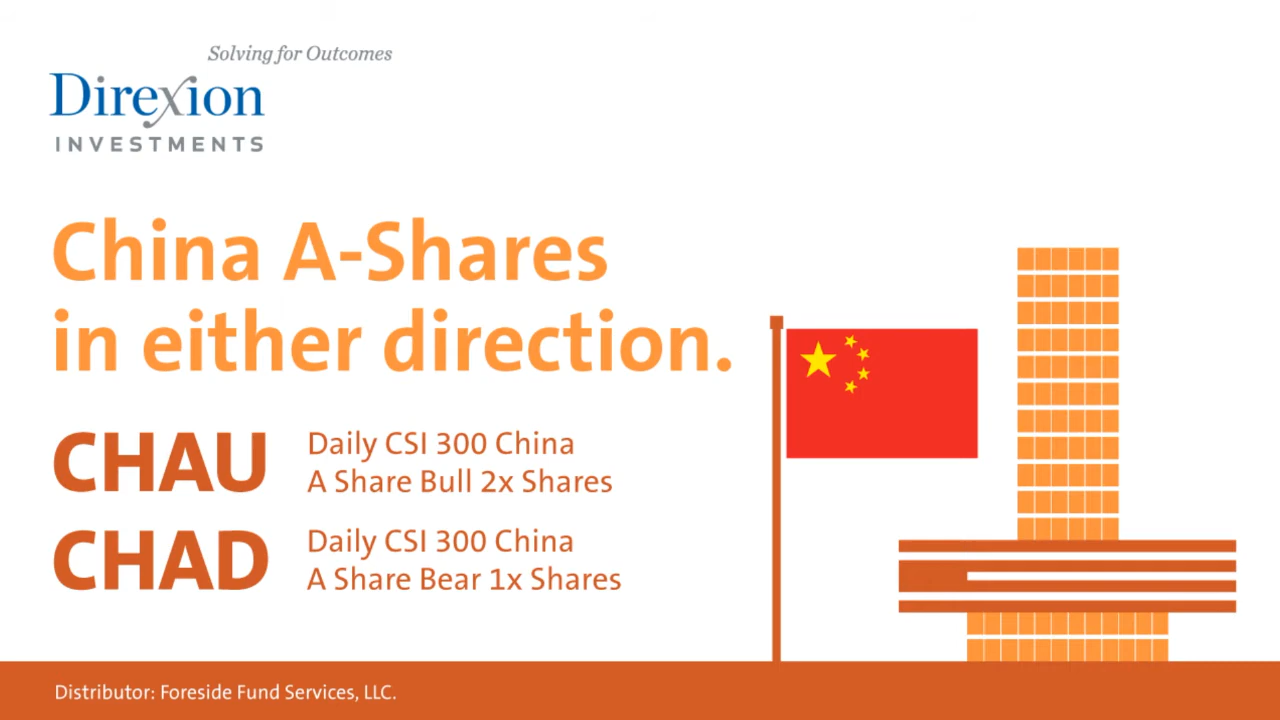 Solving for Outcomes
Direxion
INVESTMENTS
China A-Shares
in either direction.
CHAU
Daily CSI 300 China
A Share Bull 2x Shares
CHAD
Daily CSI 300 China
A Share Bear 1x Shares
Distributor: Foreside Fund Services, LLC.